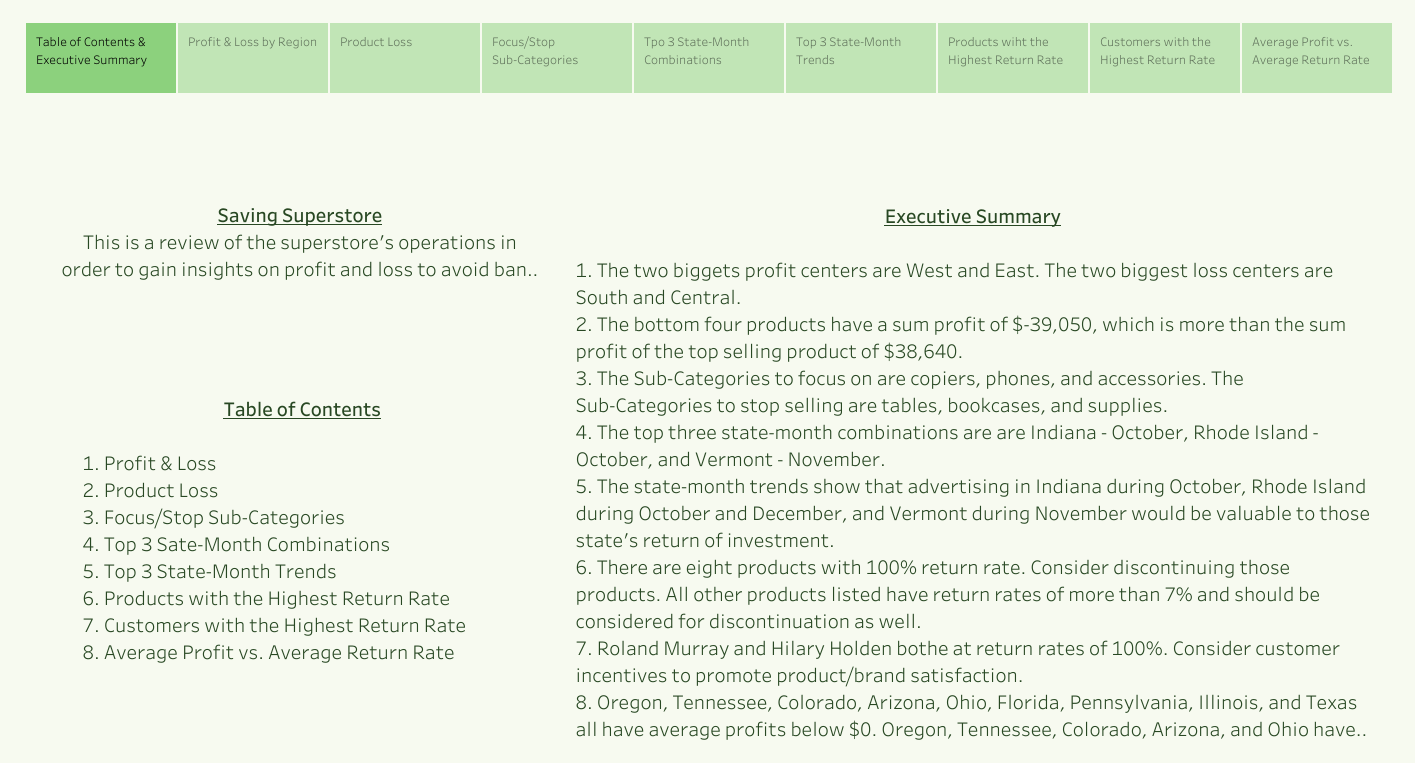 Table of Contents &
Executive Summary
Profit & Loss by Region
Product Loss
Focus/Stop
Sub-Categories
Tpo 3 State-Month
Combinations
Top 3 State-Month
Trends
Products wiht the
Highest Return Rate
Customers with the
Highest Return Rate
Average Profit vs.
Average Return Rate
Saving Superstore
This is a review of the superstore's operations in
order to gain insights on profit and loss to avoid ban..
Table of Contents
1. Profit & Loss
2. Product Loss
3. Focus/Stop Sub-Categories
4. Top 3 Sate-Month Combinations
5. Top 3 State-Month Trends
6. Products with the Highest Return Rate
7. Customers with the Highest Return Rate
8. Average Profit vs. Average Return Rate
Executive Summary
1. The two biggets profit centers are West and East. The two biggest loss centers are
South and Central.
2. The bottom four products have a sum profit of $-39,050, which is more than the sum
profit of the top selling product of $38,640.
3. The Sub-Categories to focus on are copiers, phones, and accessories. The
Sub-Categories to stop selling are tables, bookcases, and supplies.
4. The top three state-month combinations are are Indiana - October, Rhode Island -
October, and Vermont - November.
5. The state-month trends show that advertising in Indiana during October, Rhode Island
during October and December, and Vermont during November would be valuable to those
state's return of investment.
6. There are eight products with 100% return rate. Consider discontinuing those
products. All other products listed have return rates of more than 7% and should be
considered for discontinuation as well.
7. Roland Murray and Hilary Holden bothe at return rates of 100%. Consider customer
incentives to promote product/brand satisfaction.
8. Oregon, Tennessee, Colorado, Arizona, Ohio, Florida, Pennsylvania, Illinois, and Texas
all have average profits below $0. Oregon, Tennessee, Colorado, Arizona, and Ohio have..